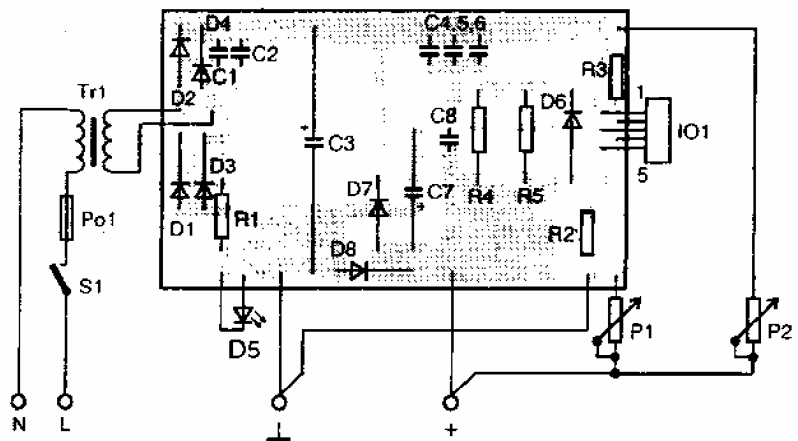 D4
C4,5,6
C2
C1
R3
Tr1
D2
D6
1
C8
IO1
C3
D3
D7
C7
5
R4
R5
Po1
D1
R1
R2
D8
S1
P1
P2
D5
N
L
+